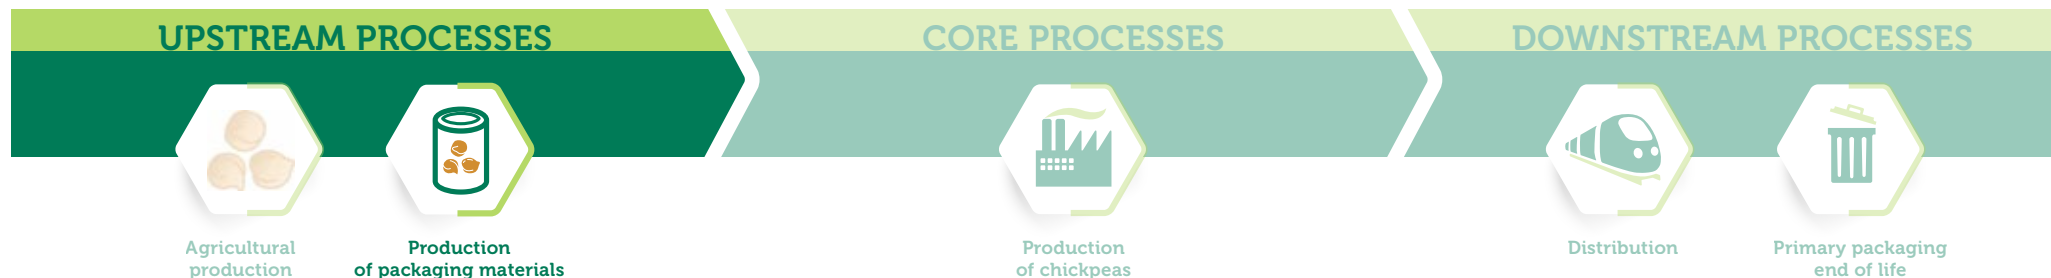 UPSTREAM PROCESSES
CORE PROCESSES
DOWNSTREAM PROCESSES
Agricultural
production
Production
of packaging materials
Production
of chickpeas
Distribution
Primary packaging
end of life